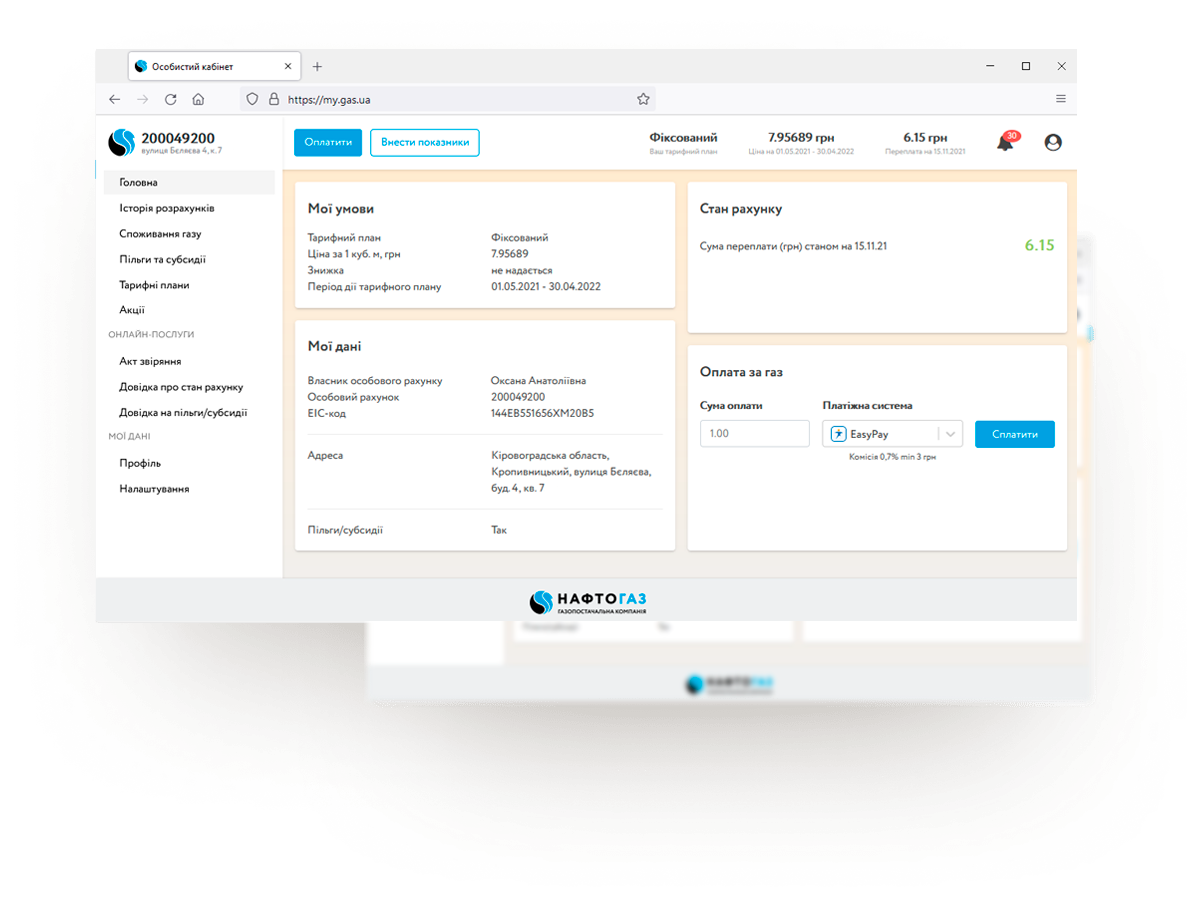 Особистий кабінет
https://my.gas.ua
200049200
вулиця Бєляєва 4, к. 7
Оплатити
Внести показники
Фіксований
Ваш тарифний план
7.95689 грн
Ціна на 01.05.2021 - 30.04.2022
6.15 грн
Переплата на 15.11.2021
30
Головна
Історія розрахунків
Споживання газу
Пільги та субсидії
Тарифні плани
Акції
ОНЛАЙН-ПОСЛУГИ
Акт звіряння
Довідка про стан рахунку
Довідка на пільги/субсидії
МОЇ ДАНІ
Профіль
Налаштування
Мої умови
Тарифний план Фіксований
Ціна за 1 куб. м, грн 7.95689
Знижка не надається
Період дії тарифного плану 01.05.2021 - 30.04.2022
Мої дані
Власник особового рахунку Оксана Анатоліївна
Особовий рахунок 200049200
EIC-код 144EB551656XM20B5
Адреса Кіровоградська область,
Кропивницький, вулиця Бєляєва,
буд. 4, кв. 7
Пільги/субсидії Так
Стан рахунку
Сума переплати (грн) станом на 15.11.21 6.15
Оплата за газ
Сума оплати Платіжна система
1.00 EasyPay Сплатити
Комісія 0,7% min 3 грн
НАФТОГАЗ
ГАЗОПОСТАЧАЛЬНА КОМПАНІЯ
НАФТОГАЗ